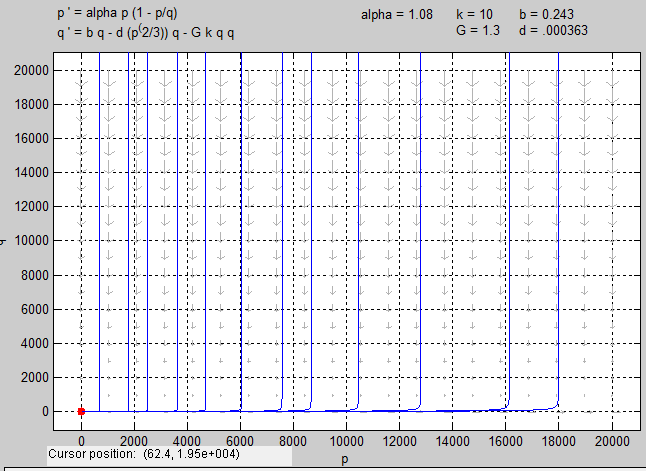 p ' = alpha p (1 - p/q)
q ' = b q - d (p^(2/3)) q - G k q q
alpha = 1.08 k = 10 b = 0.243
G = 1.3 d = .000363
20000
18000
16000
14000
12000
10000
8000
6000
4000
2000
0
q
0 2000 4000 6000 8000 10000 12000 14000 16000 18000 20000
Cursor position: (62.4, 1.95e+004)
p